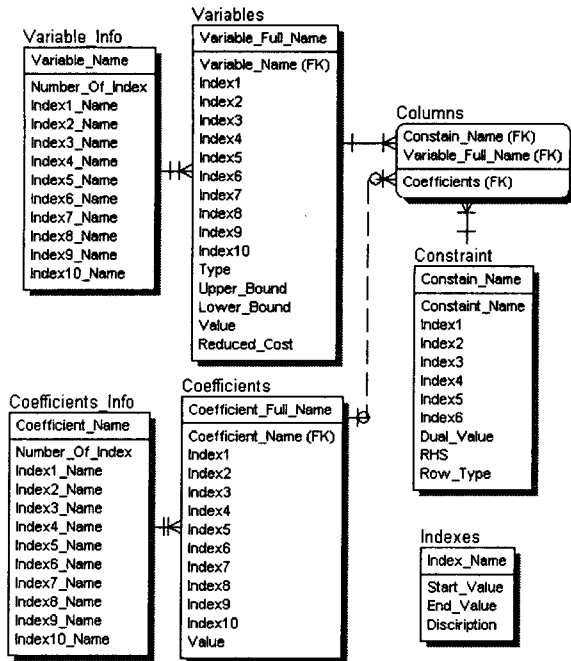 Variable_Info
Variable_Name
Number_Of_Index
Index1_Name
Index2_Name
Index3_Name
Index4_Name
Index5_Name
Index6_Name
Index7_Name
Index8_Name
Index9_Name
Index10_Name
Variables
Variable_Full_Name
Variable_Name (FK)
Index1
Index2
Index3
Index4
Index5
Index6
Index7
Index8
Index9
Index10
Type
Upper_Bound
Lower_Bound
Value
Reduced_Cost
Columns
Constain_Name (FK)
Variable_Full_Name (FK)
Coefficients (FK)
Constraint
Constain_Name
Constaint_Name
Index1
Index2
Index3
Index4
Index5
Index6
Dual_Value
RHS
Row_Type
Coefficients_Info
Coefficient_Name
Number_Of_Index
Index1_Name
Index2_Name
Index3_Name
Index4_Name
Index5_Name
Index6_Name
Index7_Name
Index8_Name
Index9_Name
Index10_Name
Coefficients
Coefficient_Full_Name
Coefficient_Name (FK)
Index1
Index2
Index3
Index4
Index5
Index6
Index7
Index8
Index9
Index10
Value
Indexes
Index_Name
Start_Value
End_Value
Disciription